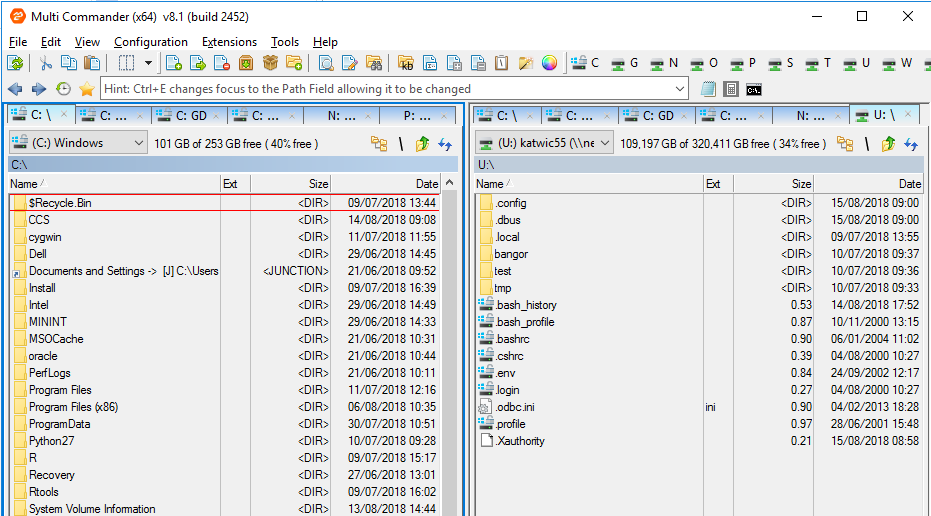 Multi Commander (x64) v8.1 (build 2452)
File Edit View Configuration Extensions Tools Help
kb C G N O P S T U W
Hint: Ctrl+E changes focus to the Path Field allowing it to be changed C:\.
C: \ C: ... C: GD C: ... N: ... P: ...
(C:) Windows 101 GB of 253 GB free ( 40% free ) \
C:\
Name Ext Size Date
$Recycle.Bin <DIR> 09/07/2018 13:44
CCS <DIR> 14/08/2018 09:08
cygwin <DIR> 11/07/2018 11:55
Dell <DIR> 29/06/2018 14:45
Documents and Settings -> [J] C:\Users <JUNCTION> 21/06/2018 09:52
Install <DIR> 09/07/2018 16:39
Intel <DIR> 29/06/2018 14:49
MININT <DIR> 29/06/2018 14:33
MSOCache <DIR> 21/06/2018 10:31
oracle <DIR> 21/06/2018 10:44
PerfLogs <DIR> 21/06/2018 10:11
Program Files <DIR> 11/07/2018 12:16
Program Files (x86) <DIR> 06/08/2018 10:35
ProgramData <DIR> 30/07/2018 10:51
Python27 <DIR> 10/07/2018 09:28
R <DIR> 09/07/2018 15:17
Recovery <DIR> 27/06/2018 13:01
Rtools <DIR> 09/07/2018 16:02
System Volume Information <DIR> 13/08/2018 14:44
C: \ C: ... C: GD C: ... N: ... U: \
(U:) katwic55 (\\ne 109,197 GB of 320,411 GB free ( 34% free ) \
U:\
Name Ext Size Date
.config <DIR> 15/08/2018 09:00
.dbus <DIR> 15/08/2018 09:00
.local <DIR> 09/07/2018 13:55
bangor <DIR> 10/07/2018 09:37
test <DIR> 10/07/2018 09:36
tmp <DIR> 10/07/2018 09:33
.bash_history 0.53 14/08/2018 17:52
.bash_profile 0.87 10/11/2000 13:15
.bashrc 0.90 06/01/2004 11:02
.cshrc 0.39 04/08/2000 10:27
.env 0.84 24/09/2002 12:17
.login 0.27 04/08/2000 10:27
.odbc.ini ini 0.90 04/02/2013 18:28
.profile 0.97 28/06/2001 15:48
.Xauthority 0.21 15/08/2018 08:58